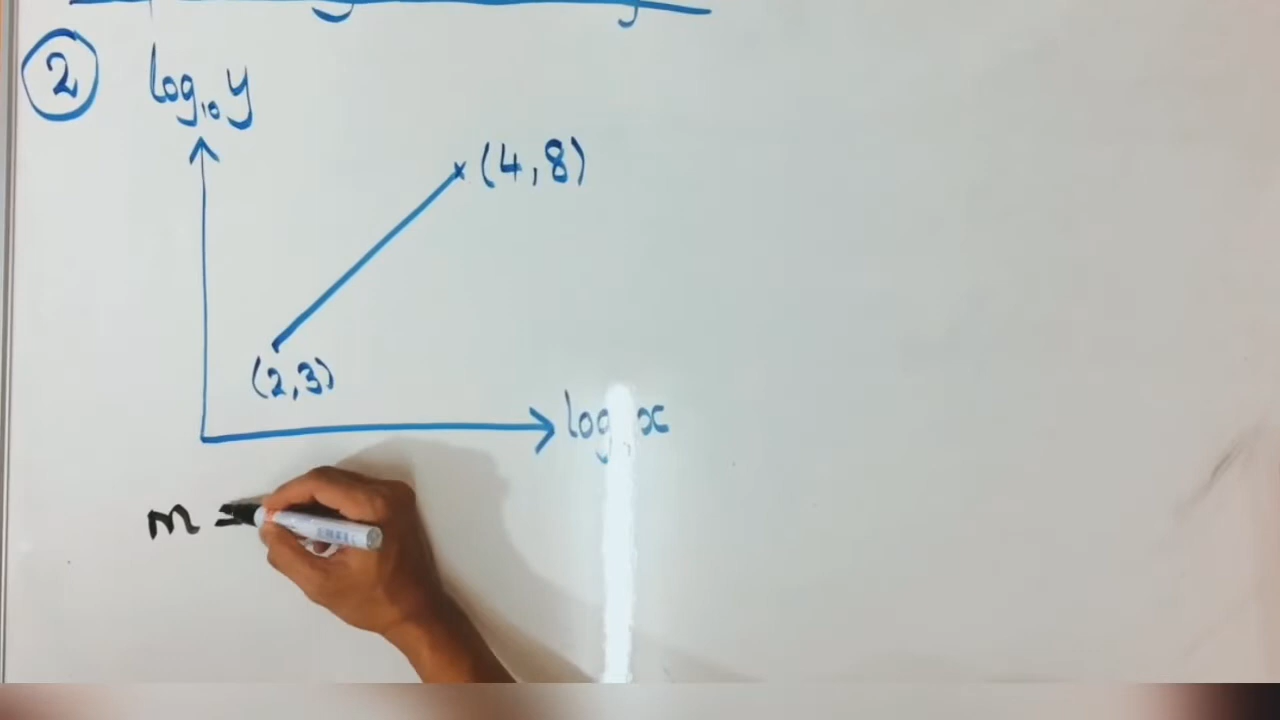 2
log₁₀ y
(4,8)
(2,3)
log x
m =